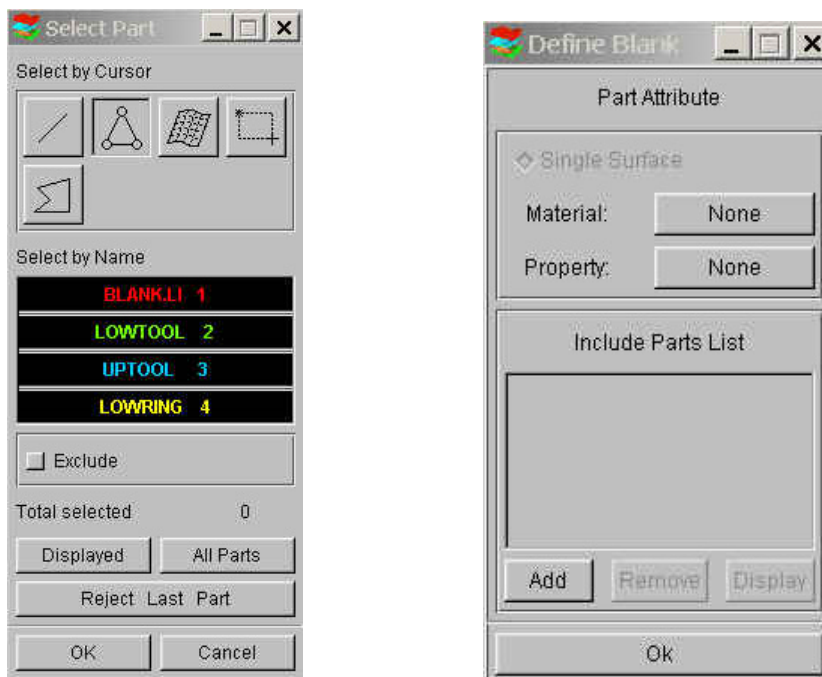 Select Part
Select by Cursor
Select by Name
BLANK.LI 1
LOWTOOL 2
UPTOOL 3
LOWRING 4
Exclude
Total selected 0
Displayed All Parts
Reject Last Part
OK Cancel
Define Blank
Part Attribute
Single Surface
Material: None
Property: None
Include Parts List
Add Remove Display
Ok